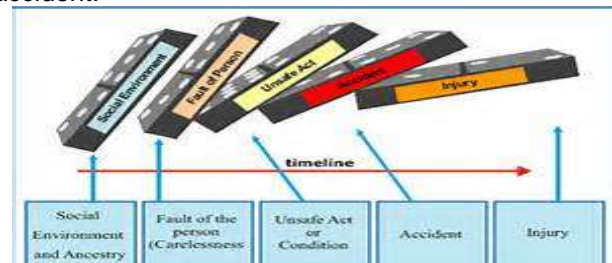 accident.
Social Environment
Fault of Person
Unsafe Act
Accident
Injury
timeline
Social
Environment
and Ancestry
Fault of the
person
(Carelessness
Unsafe Act
or
Condition
Accident
Injury